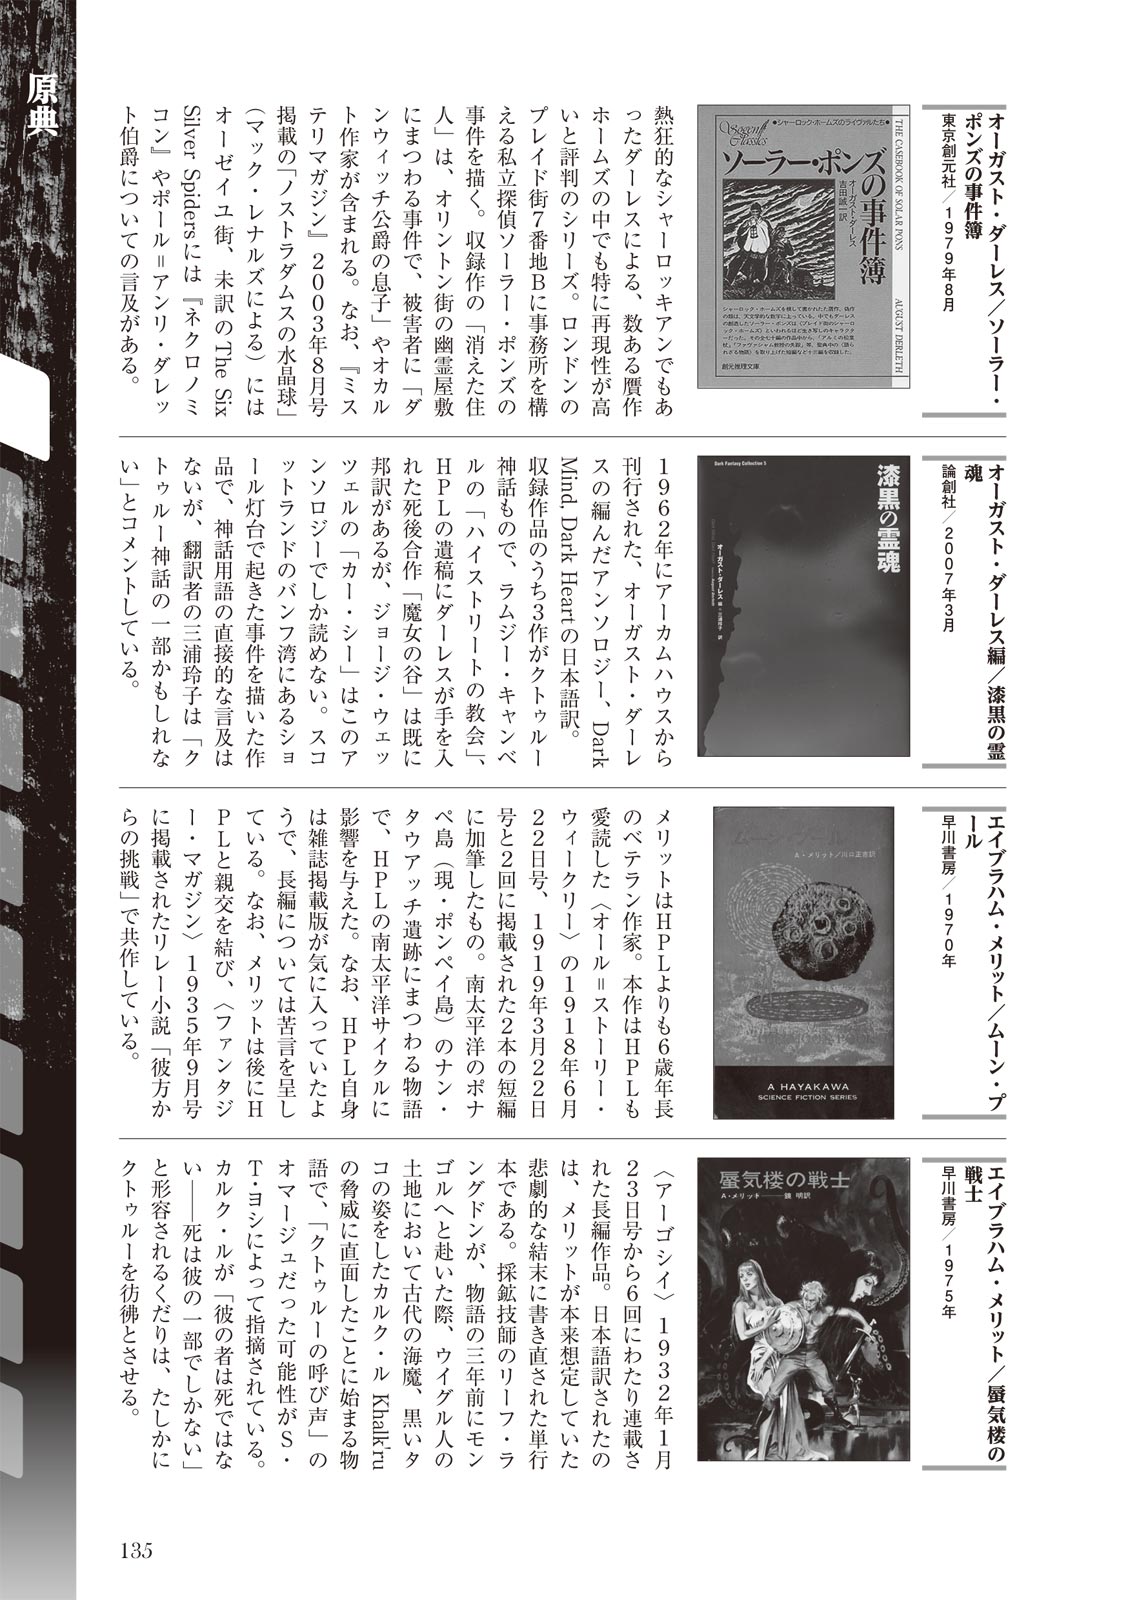 原典
オーガスト・ダーレス／ソーラー・
ポンズの事件簿
東京創元社／1979年8月
●シャーロック・ホームズのライヴァルたち●
ソーラー・ポンズの事件簿
オーガスト・ダーレス
吉田誠一 訳
THE CASEBOOK OF SOLAR PONS
AUGUST DERLETH
創元推理文庫
熱狂的なシャーロッキアンでもあ
ったダーレスによる、数ある贋作
ホームズの中でも特に再現性が高
いと評判のシリーズ。ロンドンの
プレイド街7番地Bに事務所を構
える私立探偵ソーラー・ポンズの
事件を描く。収録作の「消えた住
人」は、オリントン街の幽霊屋敷
にまつわる事件で、被害者に「ダ
ンウィッチ公爵の息子」やオカル
ト作家が含まれる。なお、『ミス
テリマガジン』2003年8月号
掲載の「ノストラダムスの水晶球」
（マック・レナルズによる）には
オーゼイユ街、未訳のThe Six
Silver Spidersには『ネクロノミ
コン』やポール＝アンリ・ダレッ
ト伯爵についての言及がある。
オーガスト・ダーレス編／漆黒の霊
魂
論創社／2007年3月
Dark Fantasy Collection 5
漆黒の霊魂
オーガスト・ダーレス 編
三浦玲子 訳
1962年にアーカムハウスから
刊行された、オーガスト・ダーレ
スの編んだアンソロジー、Dark
Mind, Dark Heartの日本語訳。
収録作品のうち3作がクトゥルー
神話もので、ラムジー・キャンベ
ルの「ハイストリートの教会」、
HPLの遺稿にダーレスが手を入
れた死後合作「魔女の谷」は既に
邦訳があるが、ジョージ・ウェッ
ツェルの「カー・シー」はこのア
ンソロジーでしか読めない。スコ
ットランドのバンフ湾にあるショ
ール灯台で起きた事件を描いた作
品で、神話用語の直接的な言及は
ないが、翻訳者の三浦玲子は「ク
トゥルー神話の一部かもしれな
い」とコメントしている。
エイブラハム・メリット／ムーン・プ
ール
早川書房／1970年
A・メリット／川口正吉訳
A HAYAKAWA
SCIENCE FICTION SERIES
メリットはHPLよりも6歳年長
のベテラン作家。本作はHPLも
愛読した〈オール＝ストーリー・
ウィークリー〉の1918年6月
22日号、1919年3月22日
号と2回に掲載された2本の短編
に加筆したもの。南太平洋のポナ
ペ島（現・ポンペイ島）のナン・
タウアッチ遺跡にまつわる物語
で、HPLの南太平洋サイクルに
影響を与えた。なお、HPL自身
は雑誌掲載版が気に入っていたよ
うで、長編については苦言を呈し
ている。なお、メリットは後にH
PLと親交を結び、〈ファンタジ
ー・マガジン〉1935年9月号
に掲載されたリレー小説「彼方か
らの挑戦」で共作している。
エイブラハム・メリット／蜃気楼の
戦士
早川書房／1975年
蜃気楼の戦士
A・メリット 鏡 明訳
〈アーゴシイ〉1932年1月
23日号から6回にわたり連載さ
れた長編作品。日本語訳されたの
は、メリットが本来想定していた
悲劇的な結末に書き直された単行
本である。採鉱技師のリーフ・ラ
ングドンが、物語の三年前にモン
ゴルへと赴いた際、ウイグル人の
土地において古代の海魔、黒いタ
コの姿をしたカルク・ル Khalk'ru
の脅威に直面したことに始まる物
語で、「クトゥルーの呼び声」の
オマージュだった可能性がS・
T・ヨシによって指摘されている。
カルク・ルが「彼の者は死ではな
い――死は彼の一部でしかない」
と形容されるくだりは、たしかに
クトゥルーを彷彿とさせる。
135